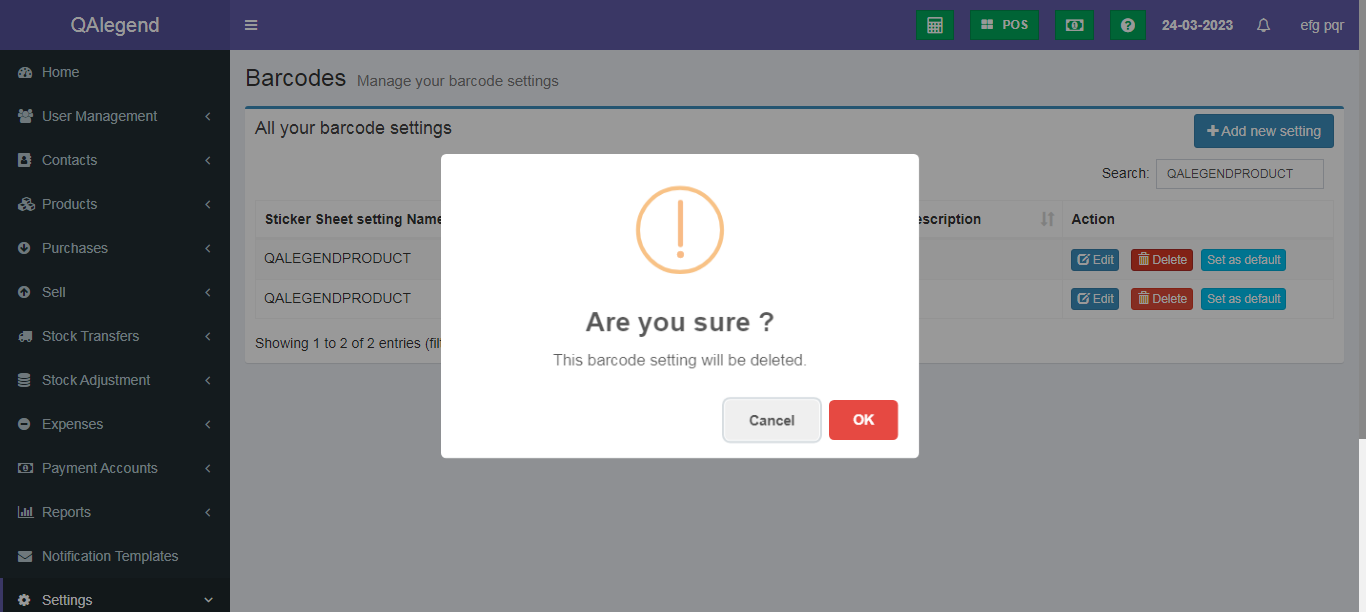 QAlegend
POS
24-03-2023
efg pqr
Home
User Management
Contacts
Products
Purchases
Sell
Stock Transfers
Stock Adjustment
Expenses
Payment Accounts
Reports
Notification Templates
Settings
Barcodes Manage your barcode settings
All your barcode settings
Add new setting
Search: QALEGENDPRODUCT
Sticker Sheet setting Name
Action
QALEGENDPRODUCT
Edit Delete Set as default
QALEGENDPRODUCT
Edit Delete Set as default
Showing 1 to 2 of 2 entries
Are you sure ?
This barcode setting will be deleted.
Cancel
OK